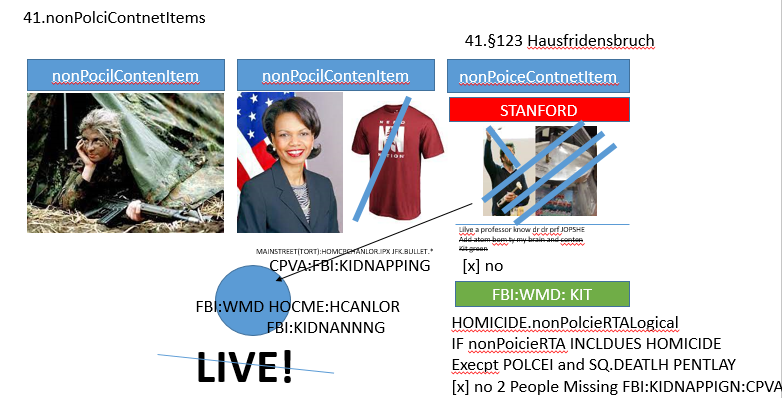 41.nonPolciContnetItems
41.§123 Hausfridensbruch
nonPocilContenItem
nonPocilContenItem
nonPoiceContnetItem
STANFORD
Lilve a professor know dr dr prf JOPSHE
Add atom bom ty my brain and conten
Kit green
MAINSTREET(TORT):HOMCPCHANLOR.IPX JFK.BULLET.*
CPVA:FBI:KIDNAPPING
[x] no
FBI:WMD: KIT
FBI:WMD HOCME:HCANLOR
FBI:KIDNANNNG
LIVE!
HOMICIDE.nonPolcieRTALogical
IF nonPoicieRTA INCLDUES HOMICIDE
Execpt POLCEI and SQ.DEATLH PENTLAY
[x] no 2 People Missing FBI:KIDNAPPIGN:CPVA